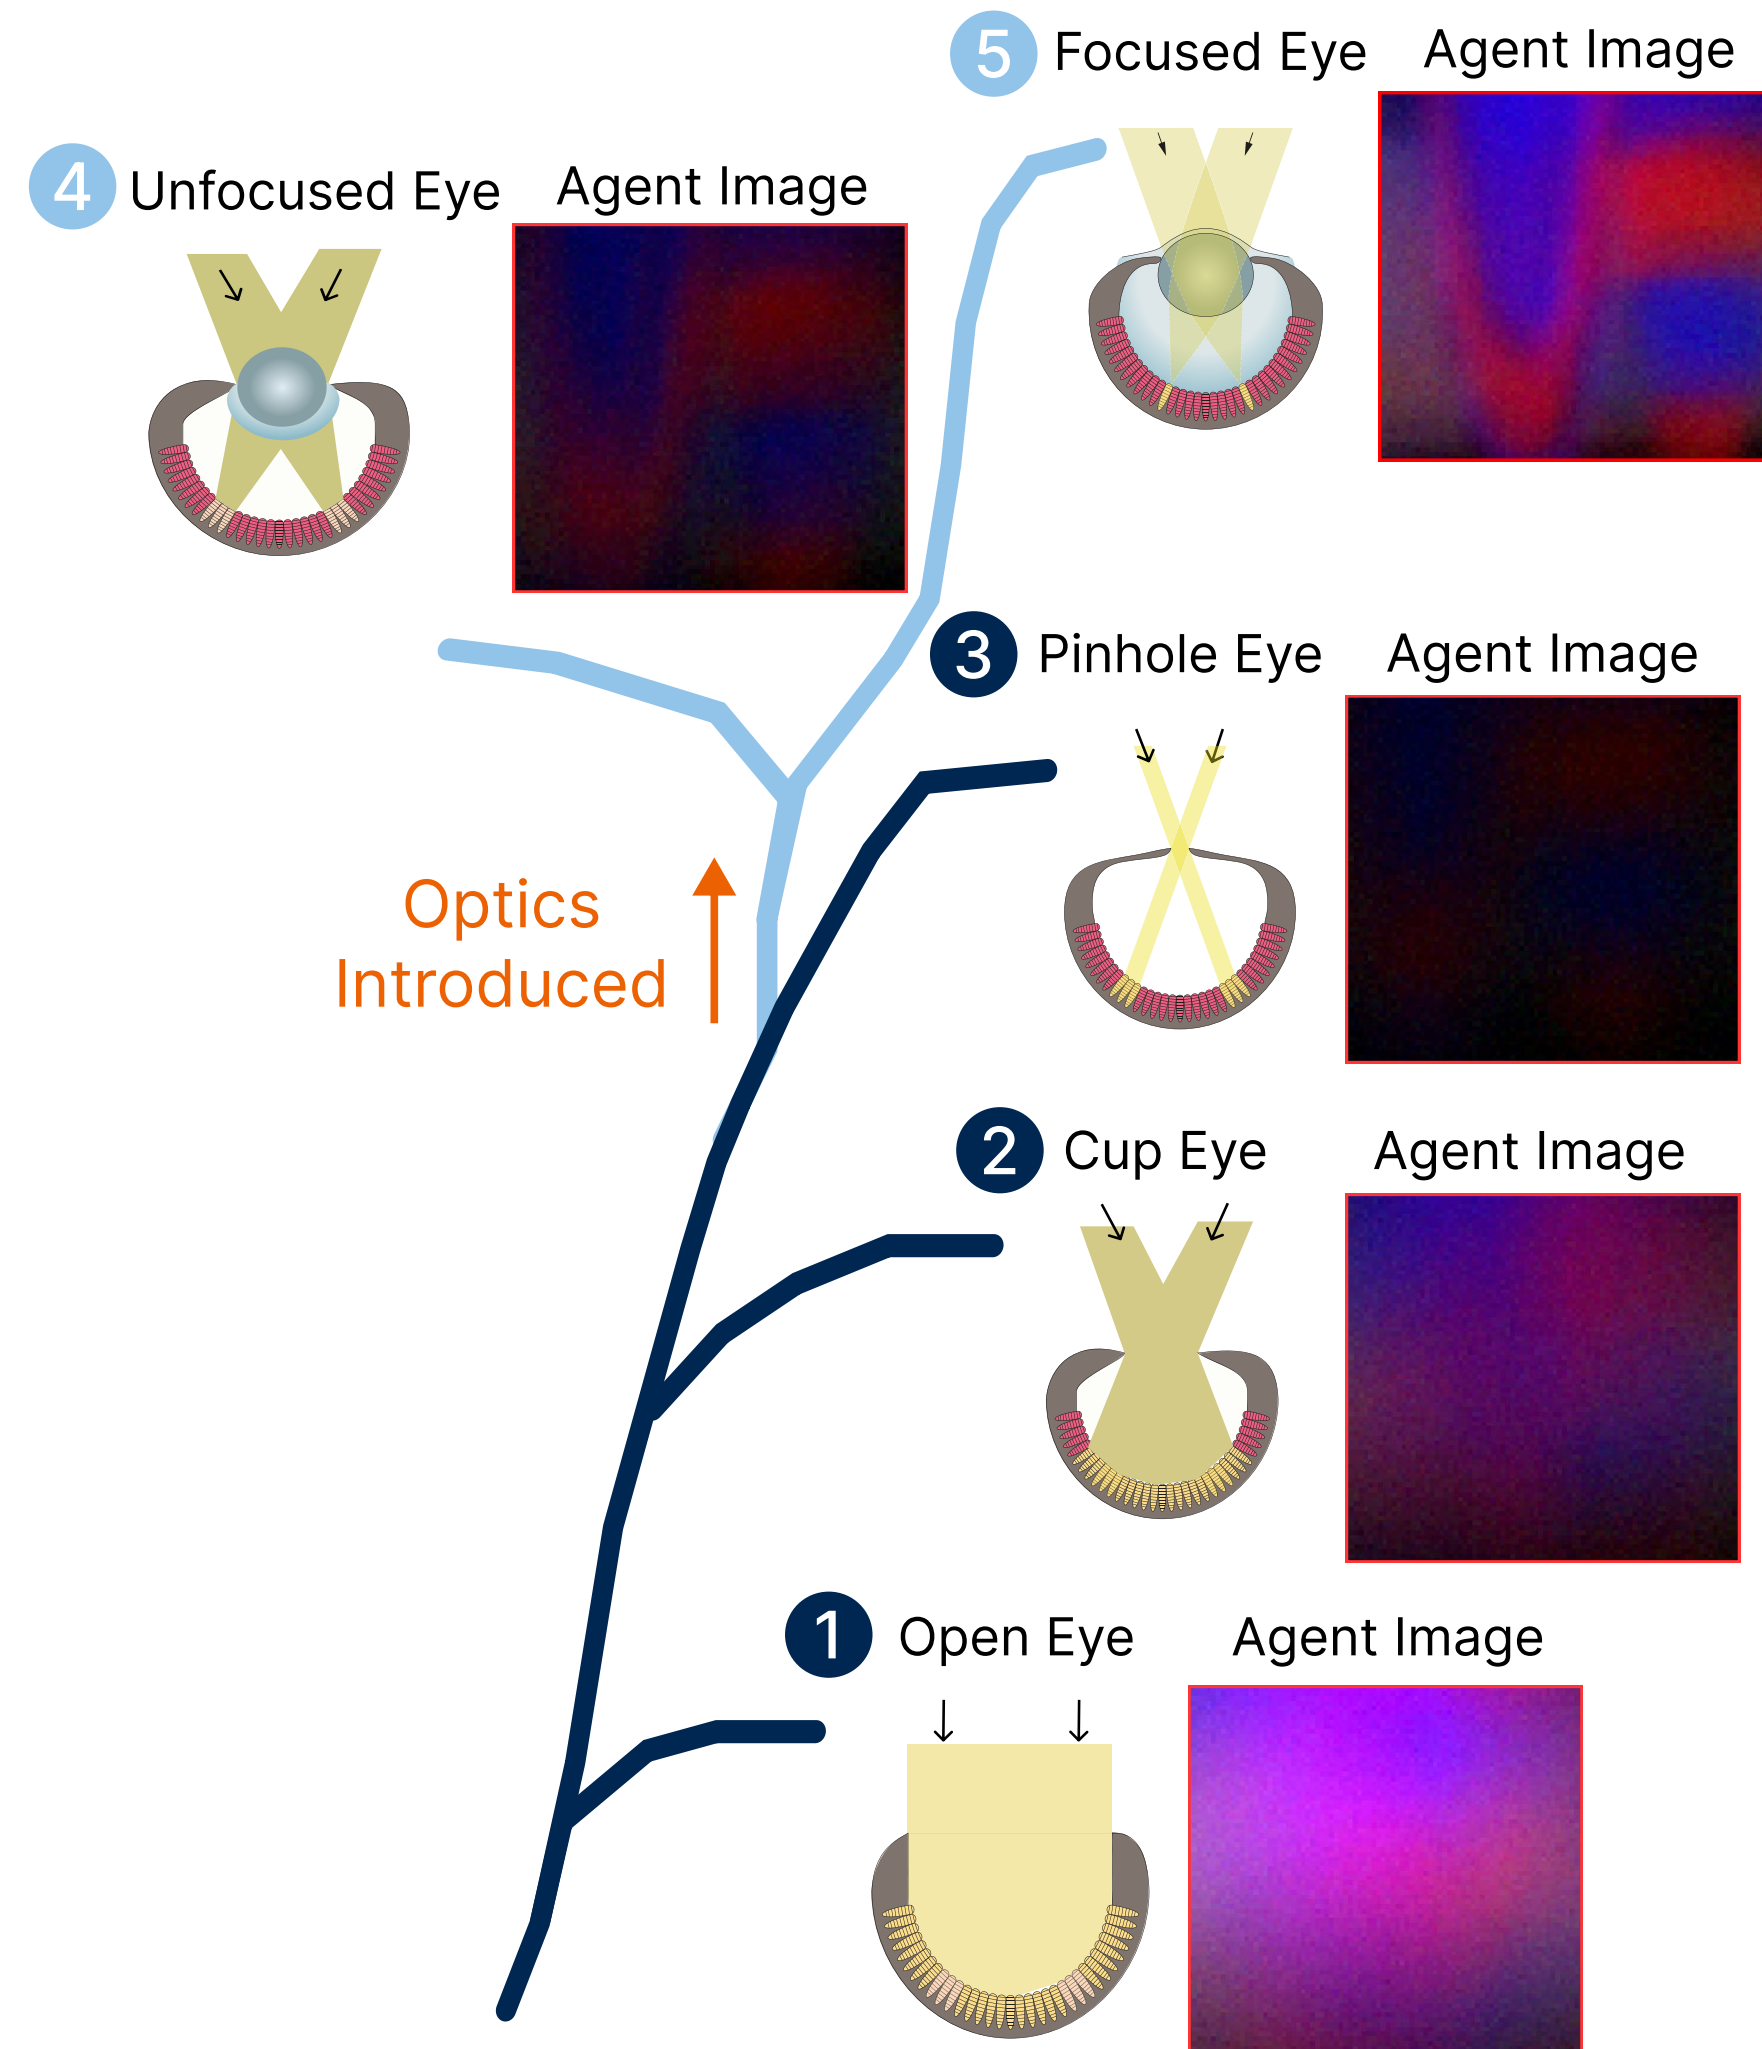 5 Focused Eye
Agent Image
4 Unfocused Eye
Agent Image
3 Pinhole Eye
Agent Image
Optics
Introduced
2 Cup Eye
Agent Image
1 Open Eye
Agent Image